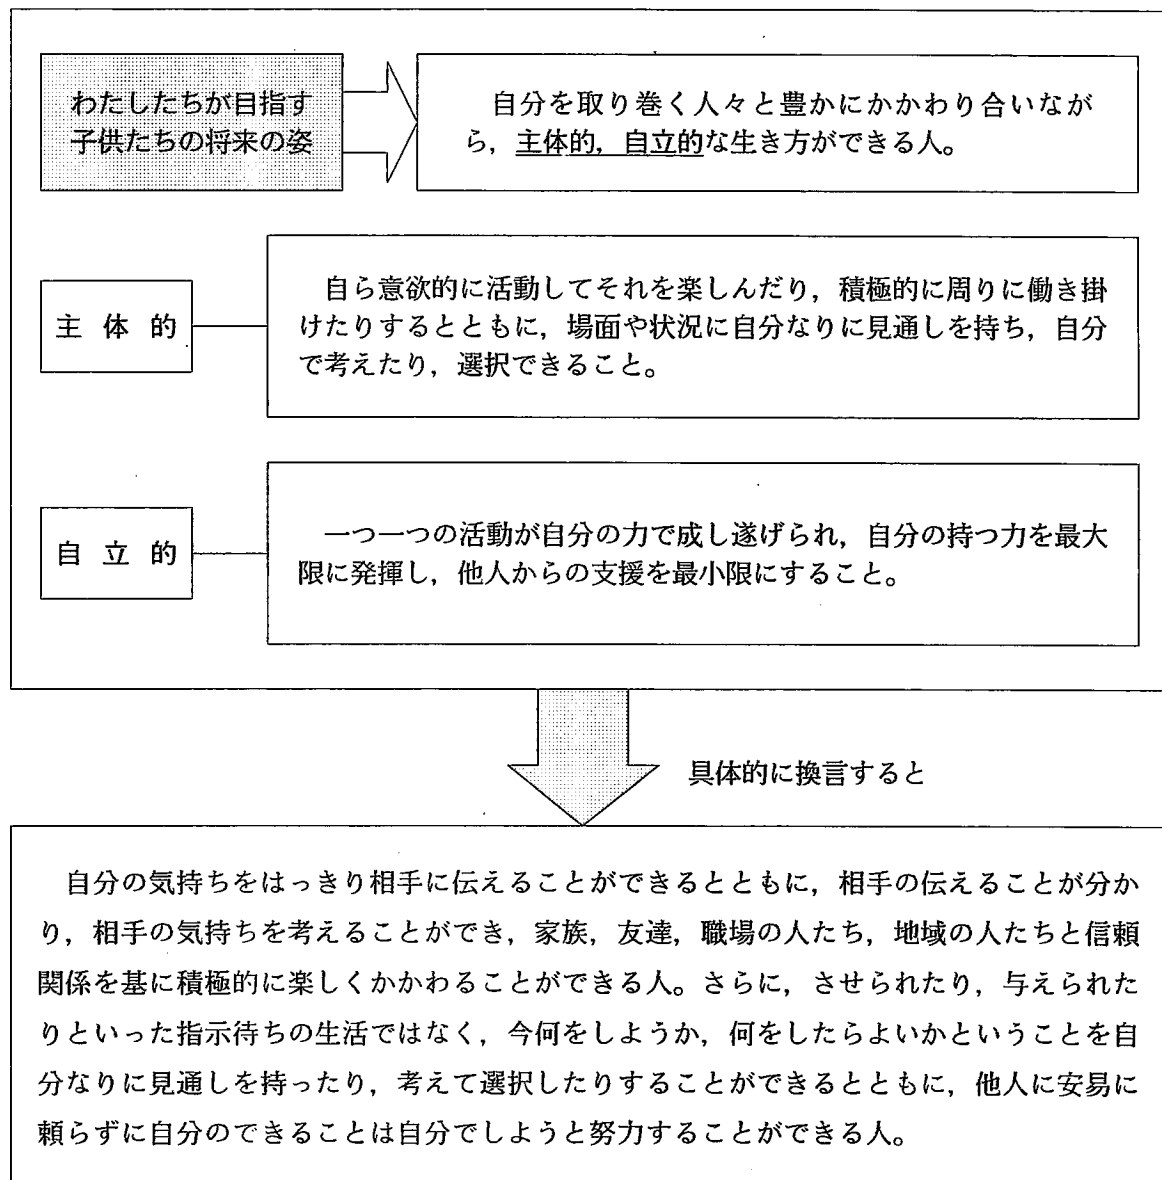 わたしたちが目指す
子供たちの将来の姿
自分を取り巻く人々と豊かにかかわり合いなが
ら，主体的，自立的な生き方ができる人。
主体的
自ら意欲的に活動してそれを楽しんだり，積極的に周りに働き掛
けたりするとともに，場面や状況に自分なりに見通しを持ち，自分
で考えたり，選択できること。
自立的
一つ一つの活動が自分の力で成し遂げられ，自分の持つ力を最大
限に発揮し，他人からの支援を最小限にすること。
具体的に換言すると
自分の気持ちをはっきり相手に伝えることができるとともに，相手の伝えることが分か
り，相手の気持ちを考えることができ，家族，友達，職場の人たち，地域の人たちと信頼
関係を基に積極的に楽しくかかわることができる人。さらに，させられたり，与えられた
りといった指示待ちの生活ではなく，今何をしようか，何をしたらよいかということを自
分なりに見通しを持ったり，考えて選択したりすることができるとともに，他人に安易に
頼らずに自分のできることは自分でしようと努力することができる人。